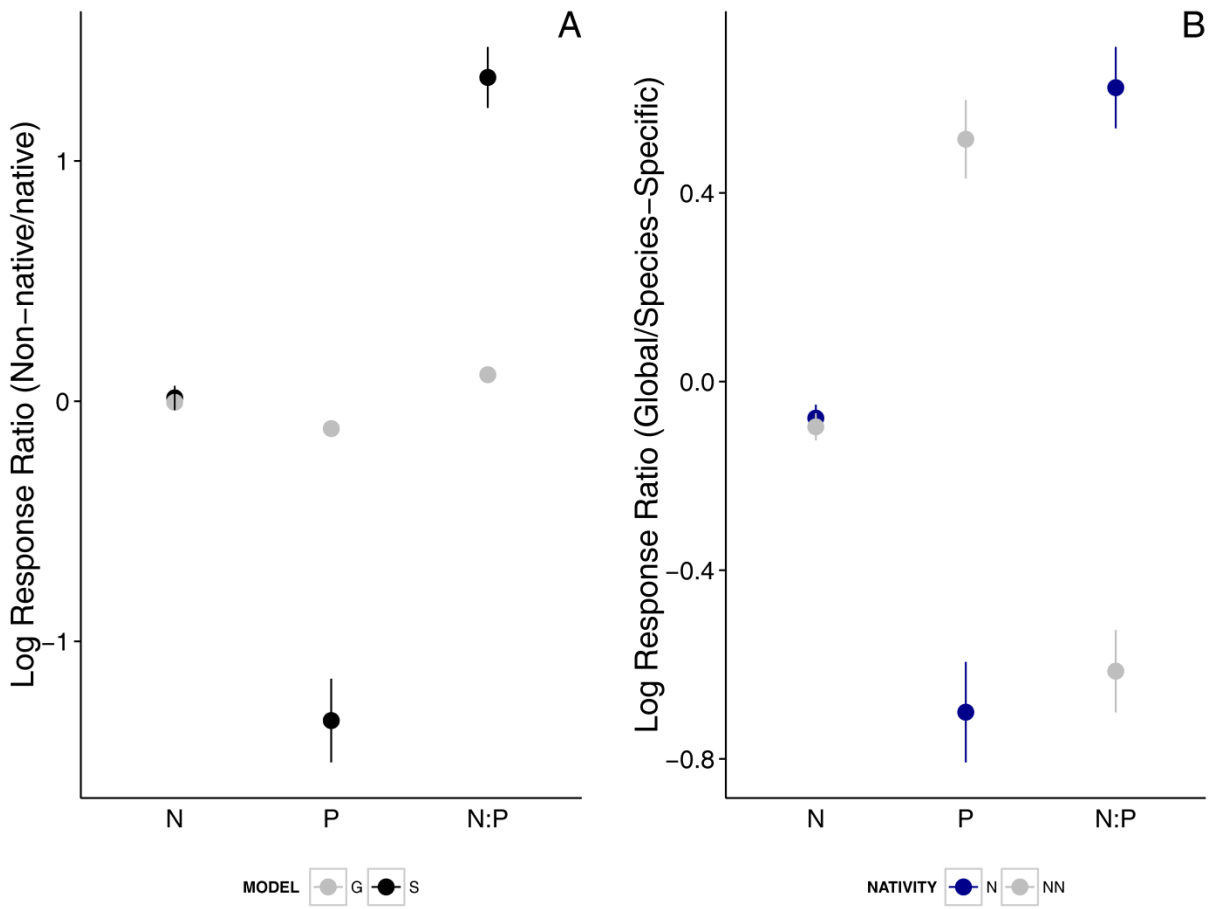 A
Log Response Ratio (Non−native/native)
1
0
−1
N P N:P
MODEL G S
B
Log Response Ratio (Global/Species−Specific)
0.4
0.0
−0.4
−0.8
N P N:P
NATIVITY N NN